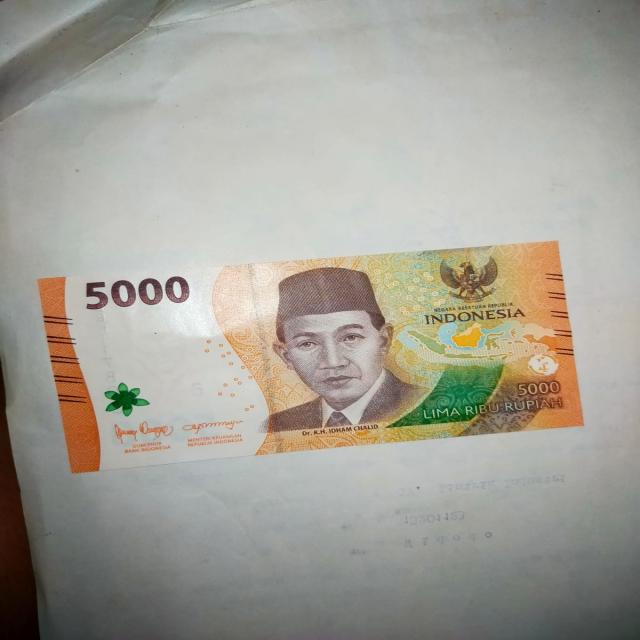 5000
NEGARA KESATUAN REPUBLIK
INDONESIA
5000
LIMA RIBU RUPIAH
GUBERNUR
BANK INDONESIA
MENTERI KEUANGAN
REPUBLIK INDONESIA
Dr. K.H. IDHAM CHALID